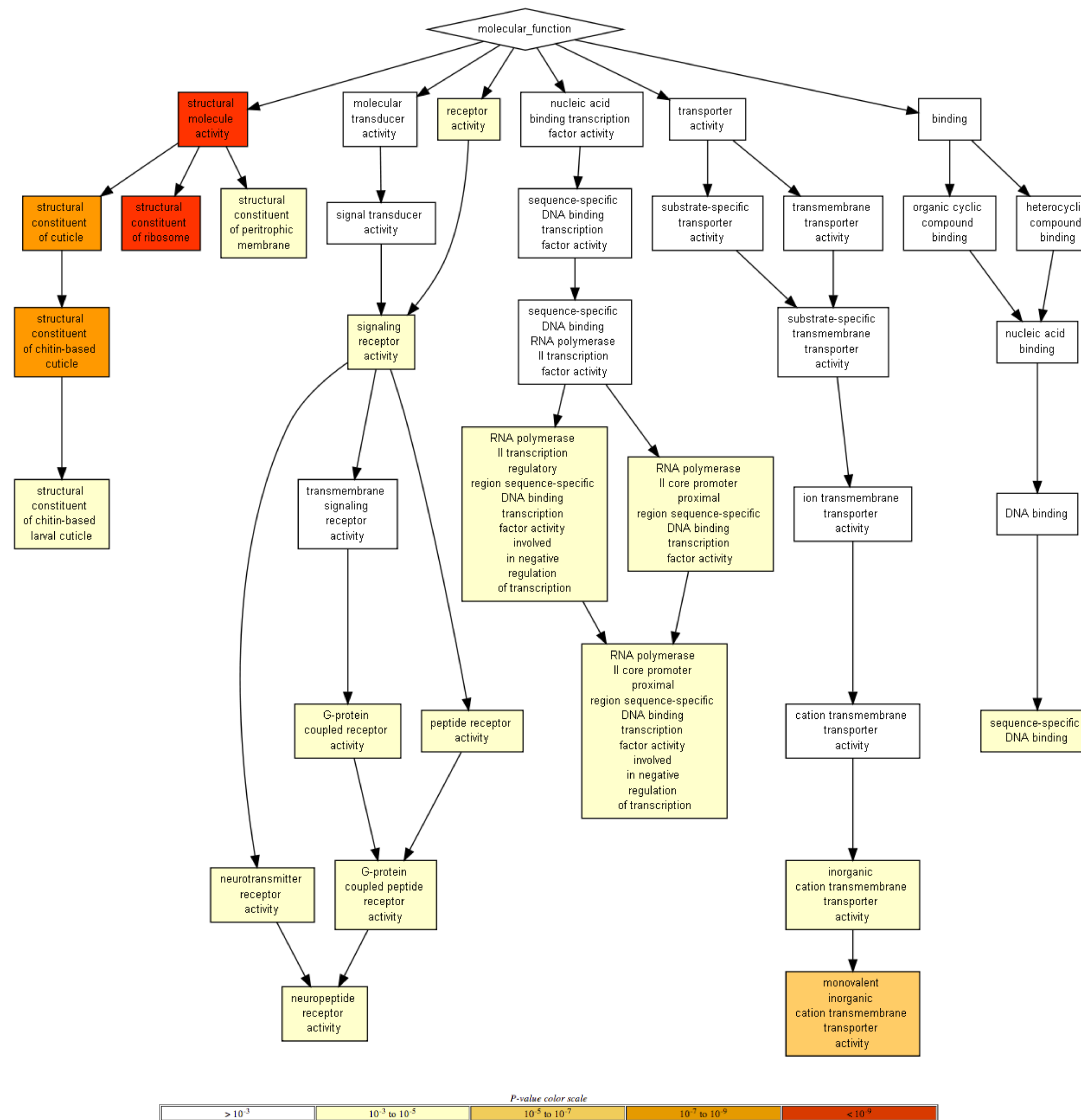 molecular_function
structural
molecule
activity
molecular
transducer
activity
receptor
activity
nucleic acid
binding transcription
factor activity
transporter
activity
binding
structural
constituent
of cuticle
structural
constituent
of ribosome
structural
constituent
of peritrophic
membrane
signal transducer
activity
sequence-specific
DNA binding
transcription
factor activity
substrate-specific
transporter
activity
transmembrane
transporter
activity
organic cyclic
compound
binding
heterocyclic
compound
binding
structural
constituent
of chitin-based
cuticle
signaling
receptor
activity
sequence-specific
DNA binding
RNA polymerase
II transcription
factor activity
substrate-specific
transmembrane
transporter
activity
nucleic acid
binding
structural
constituent
of chitin-based
larval cuticle
transmembrane
signaling
receptor
activity
RNA polymerase
II transcription
regulatory
region sequence-specific
DNA binding
transcription
factor activity
involved
in negative
regulation
of transcription
RNA polymerase
II core promoter
proximal
region sequence-specific
DNA binding
transcription
factor activity
ion transmembrane
transporter
activity
DNA binding
G-protein
coupled receptor
activity
peptide receptor
activity
RNA polymerase
II core promoter
proximal
region sequence-specific
DNA binding
transcription
factor activity
involved
in negative
regulation
of transcription
cation transmembrane
transporter
activity
sequence-specific
DNA binding
neurotransmitter
receptor
activity
G-protein
coupled peptide
receptor
activity
inorganic
cation transmembrane
transporter
activity
neuropeptide
receptor
activity
monovalent
inorganic
cation transmembrane
transporter
activity
P-value color scale
> 10⁻³
10⁻³ to 10⁻⁵
10⁻⁵ to 10⁻⁷
10⁻⁷ to 10⁻⁹
< 10⁻⁹